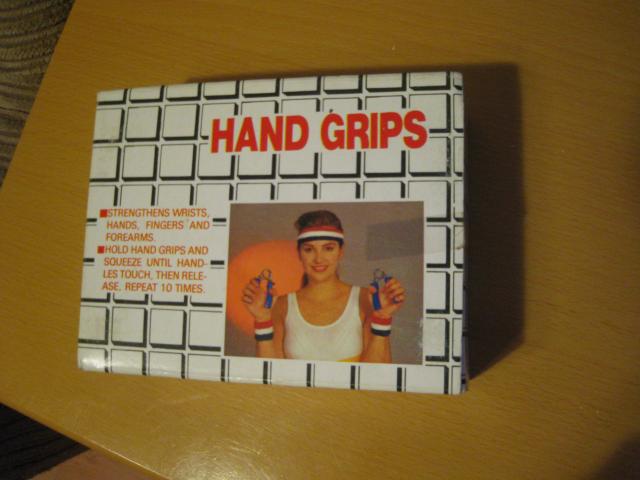 HAND GRIPS
■STRENGTHENS WRISTS,
HANDS, FINGERS AND
FOREARMS.
■HOLD HAND GRIPS AND
SQUEEZE UNTIL HAND-
LES TOUCH, THEN RELE-
ASE, REPEAT 10 TIMES.